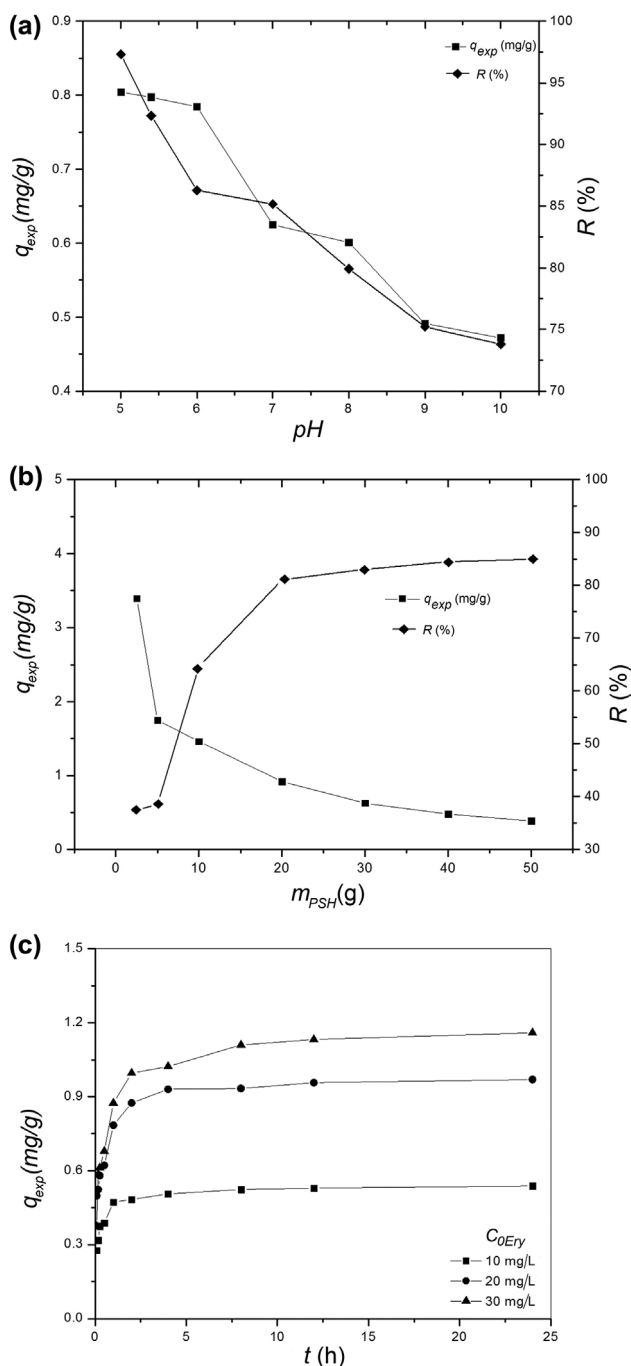 (a)
0.9
0.8
0.7
0.6
0.5
0.4
q_exp (mg/g)
q_exp (mg/g)
R (%)
100
95
90
85
80
75
70
R (%)
5 6 7 8 9 10
pH
(b)
5
4
3
2
1
0
q_exp (mg/g)
q_exp (mg/g)
R (%)
100
90
80
70
60
50
40
30
R (%)
0 10 20 30 40 50
m_PSH (g)
(c)
1.5
1.2
0.9
0.6
0.3
0.0
q_exp (mg/g)
C_0Ery
10 mg/L
20 mg/L
30 mg/L
0 5 10 15 20 25
t (h)